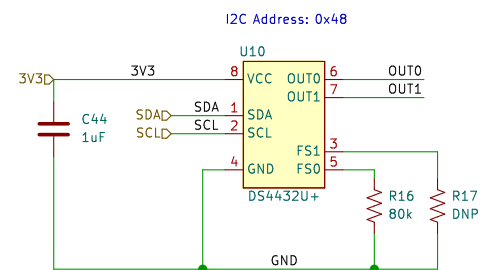 I2C Address: 0x48
U10
3V3 3V3 8 VCC OUT0 6 OUT0
OUT1 7 OUT1
C44
1uF
SDA SDA 1 SDA
SCL SCL 2 SCL
FS1 3
4 GND FS0 5
DS4432U+
R16
80k
R17
DNP
GND